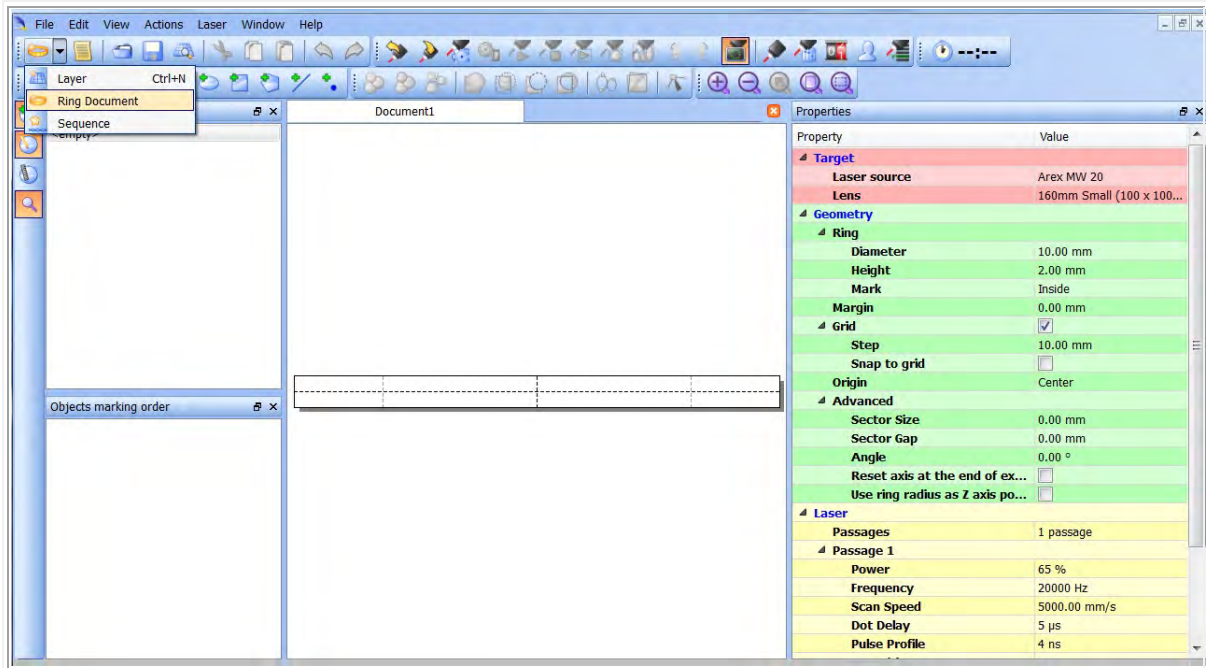 File Edit View Actions Laser Window Help
--:--
Layer Ctrl+N
Ring Document
Sequence
<empty>
Document1
Objects marking order
Properties
Property Value
Target
Laser source Arex MW 20
Lens 160mm Small (100 x 100...
Geometry
Ring
Diameter 10.00 mm
Height 2.00 mm
Mark Inside
Margin 0.00 mm
Grid
Step 10.00 mm
Snap to grid
Origin Center
Advanced
Sector Size 0.00 mm
Sector Gap 0.00 mm
Angle 0.00 °
Reset axis at the end of ex...
Use ring radius as Z axis po...
Laser
Passages 1 passage
Passage 1
Power 65 %
Frequency 20000 Hz
Scan Speed 5000.00 mm/s
Dot Delay 5 µs
Pulse Profile 4 ns